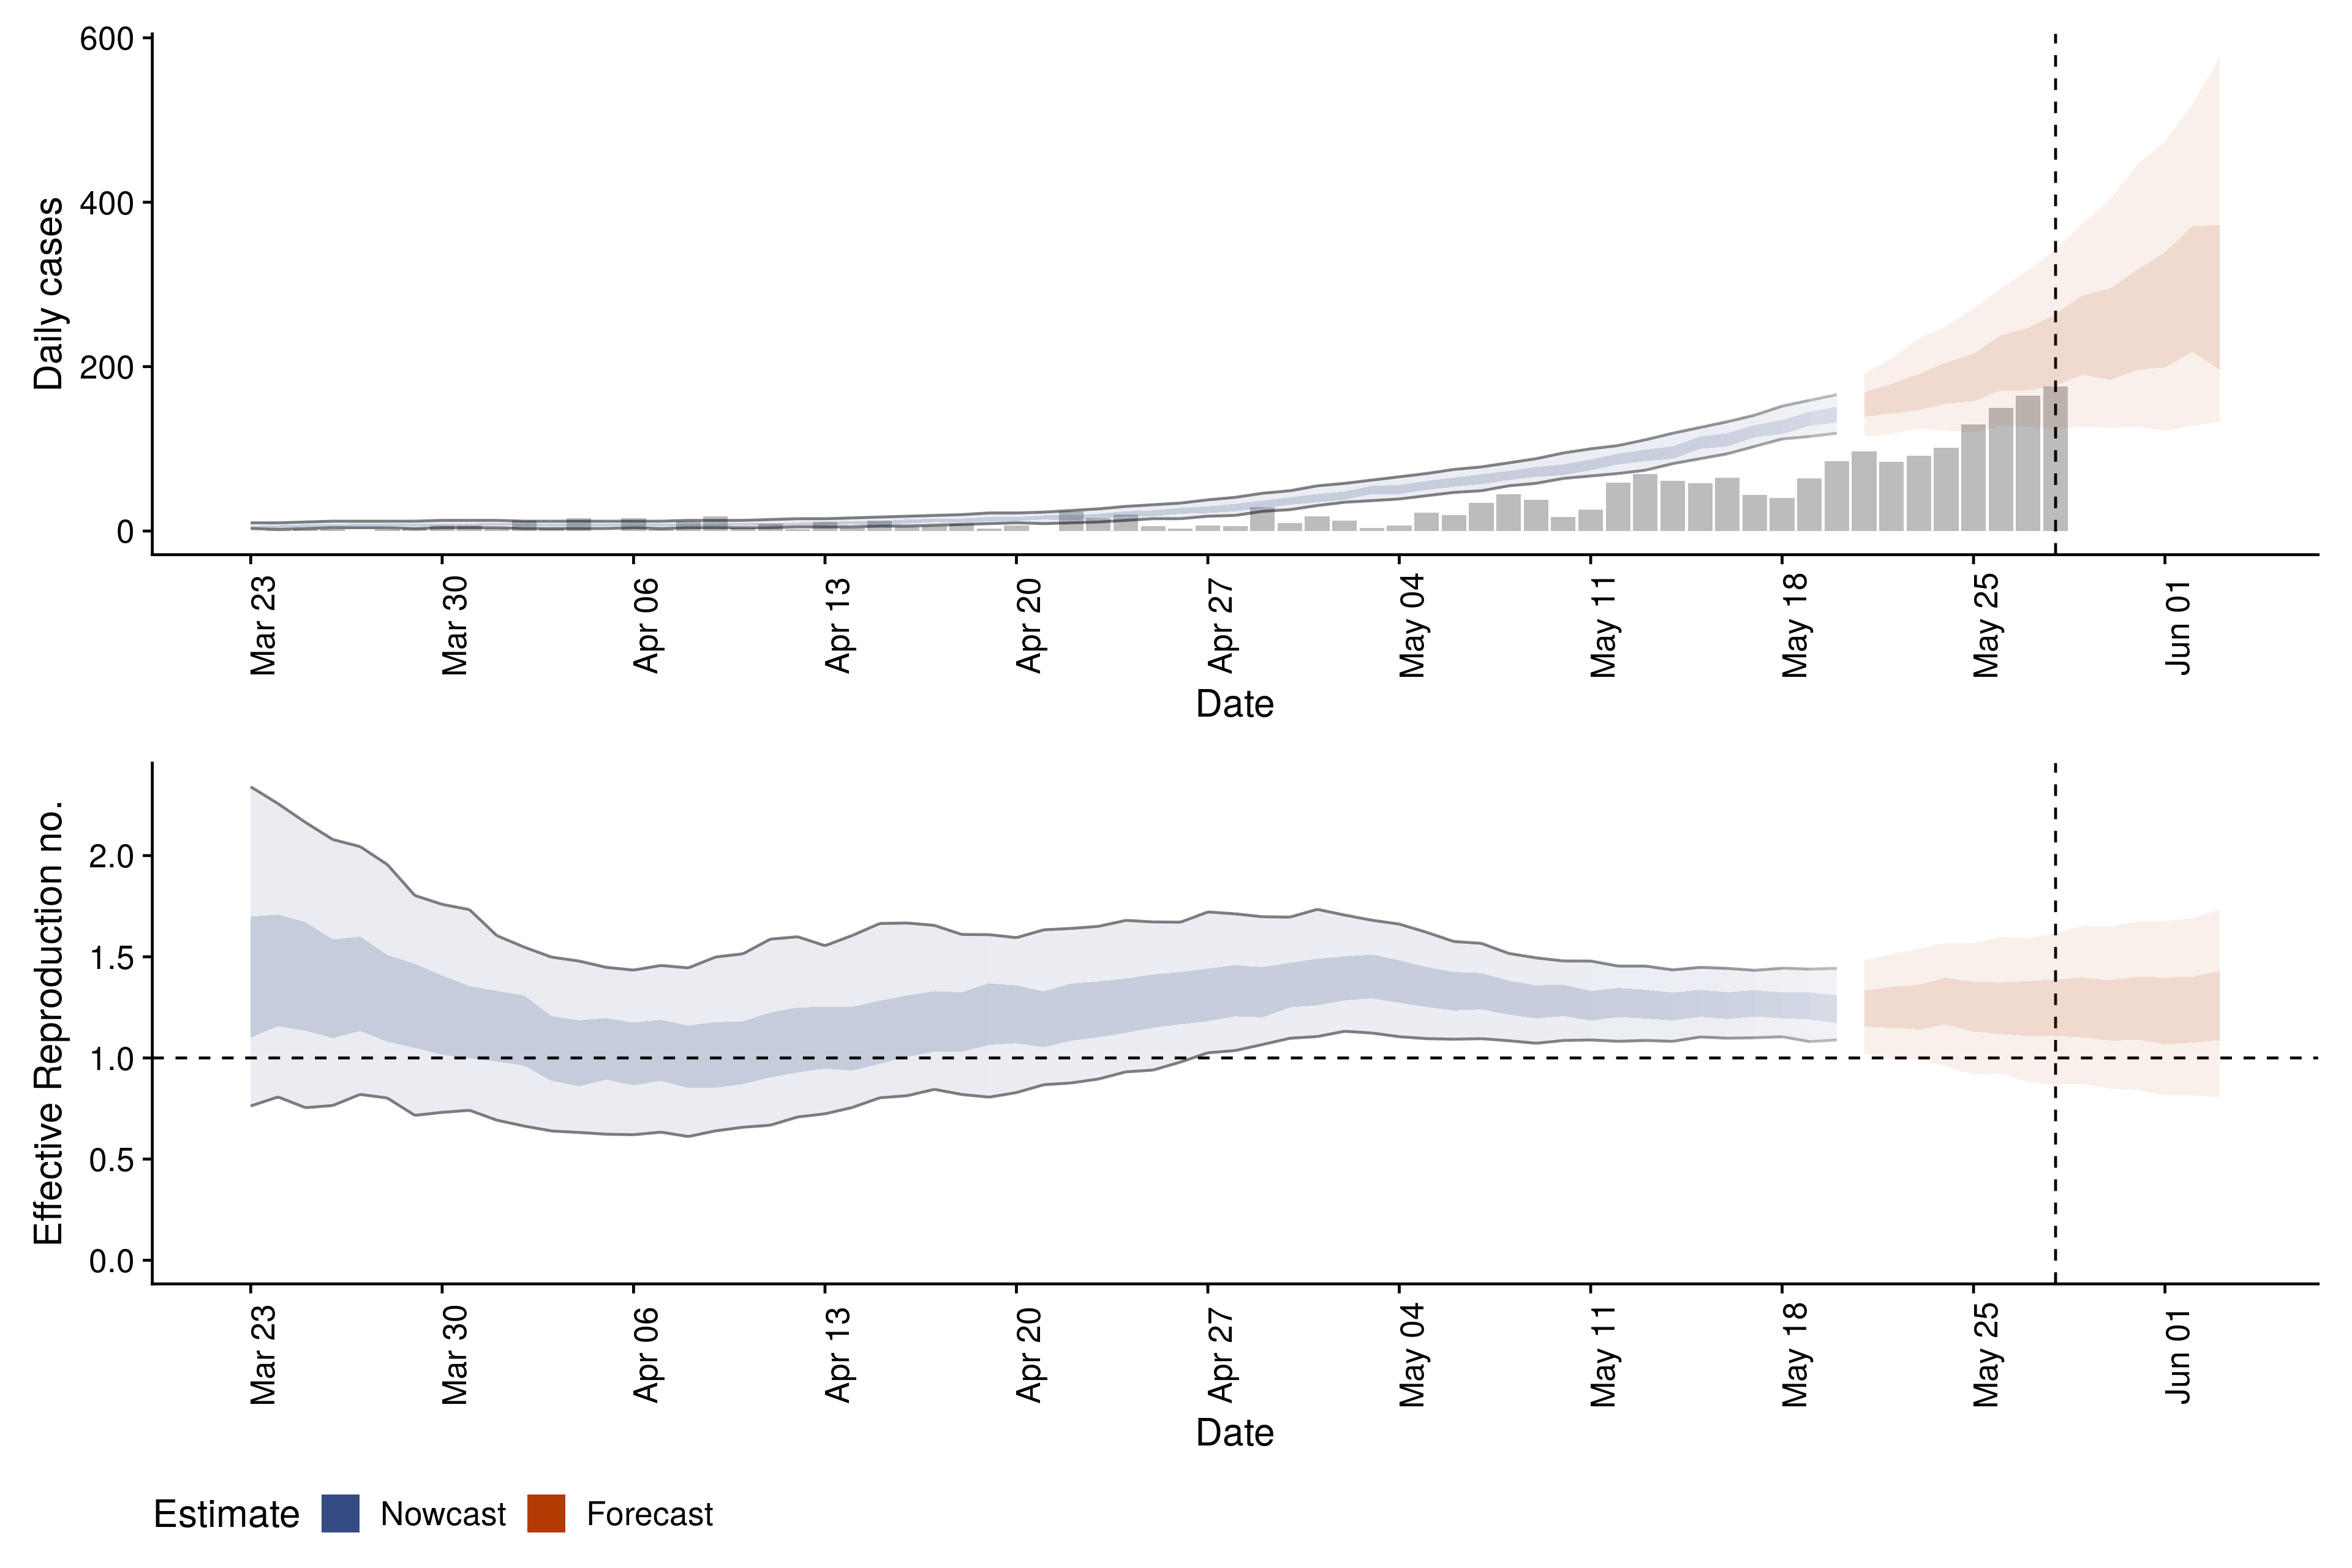 600
400
200
0
Daily cases
Mar 23
Mar 30
Apr 06
Apr 13
Apr 20
Apr 27
May 04
May 11
May 18
May 25
Jun 01
Date
2.0
1.5
1.0
0.5
0.0
Effective Reproduction no.
Mar 23
Mar 30
Apr 06
Apr 13
Apr 20
Apr 27
May 04
May 11
May 18
May 25
Jun 01
Date
Estimate Nowcast Forecast